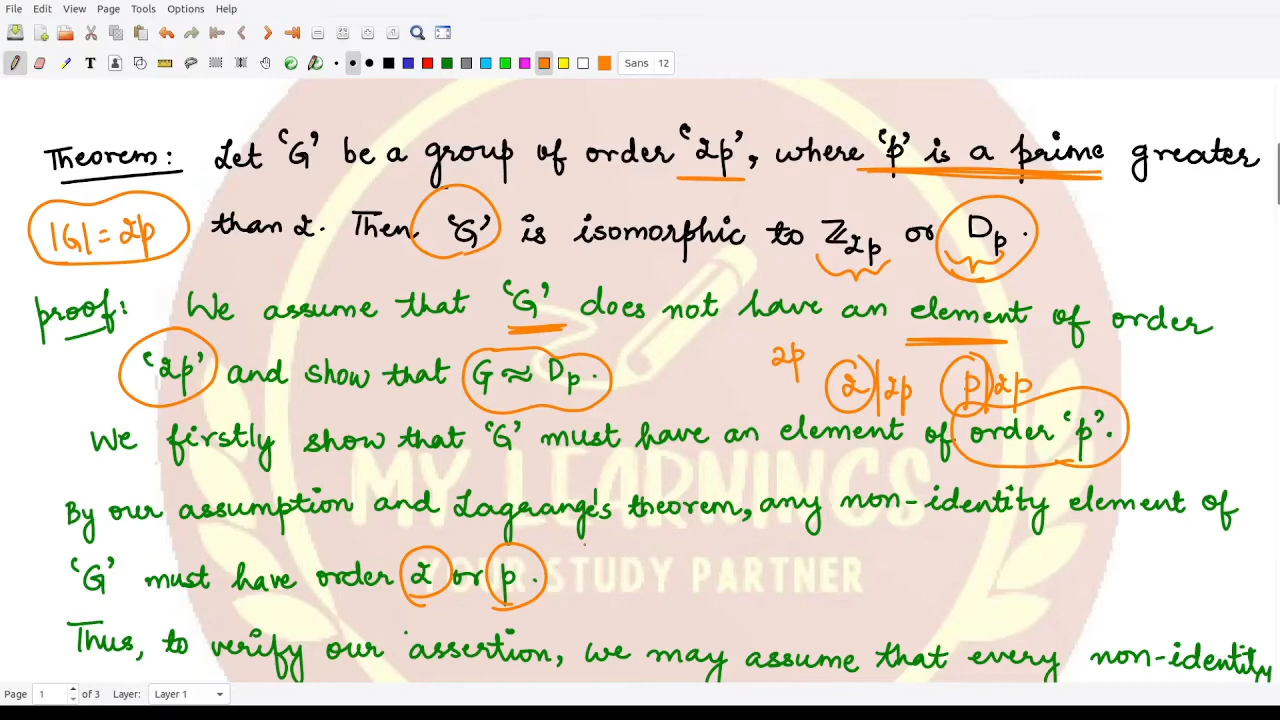 File Edit View Page Tools Options Help
Sans 12
Theorem: Let 'G' be a group of order '2p', where 'p' is a prime greater
|G| = 2p than 2. Then 'G' is isomorphic to ℤ2p or Dp.
proof: We assume that 'G' does not have an element of order
'2p' and show that G ≈ Dp. 2p 2|2p p|2p
We firstly show that 'G' must have an element of order 'p'.
By our assumption and Lagrange's theorem, any non-identity element of
'G' must have order 2 or p.
Thus, to verify our assertion, we may assume that every non-identity
MY LEARNINGS
YOUR STUDY PARTNER
Page 1 of 3 Layer: Layer 1